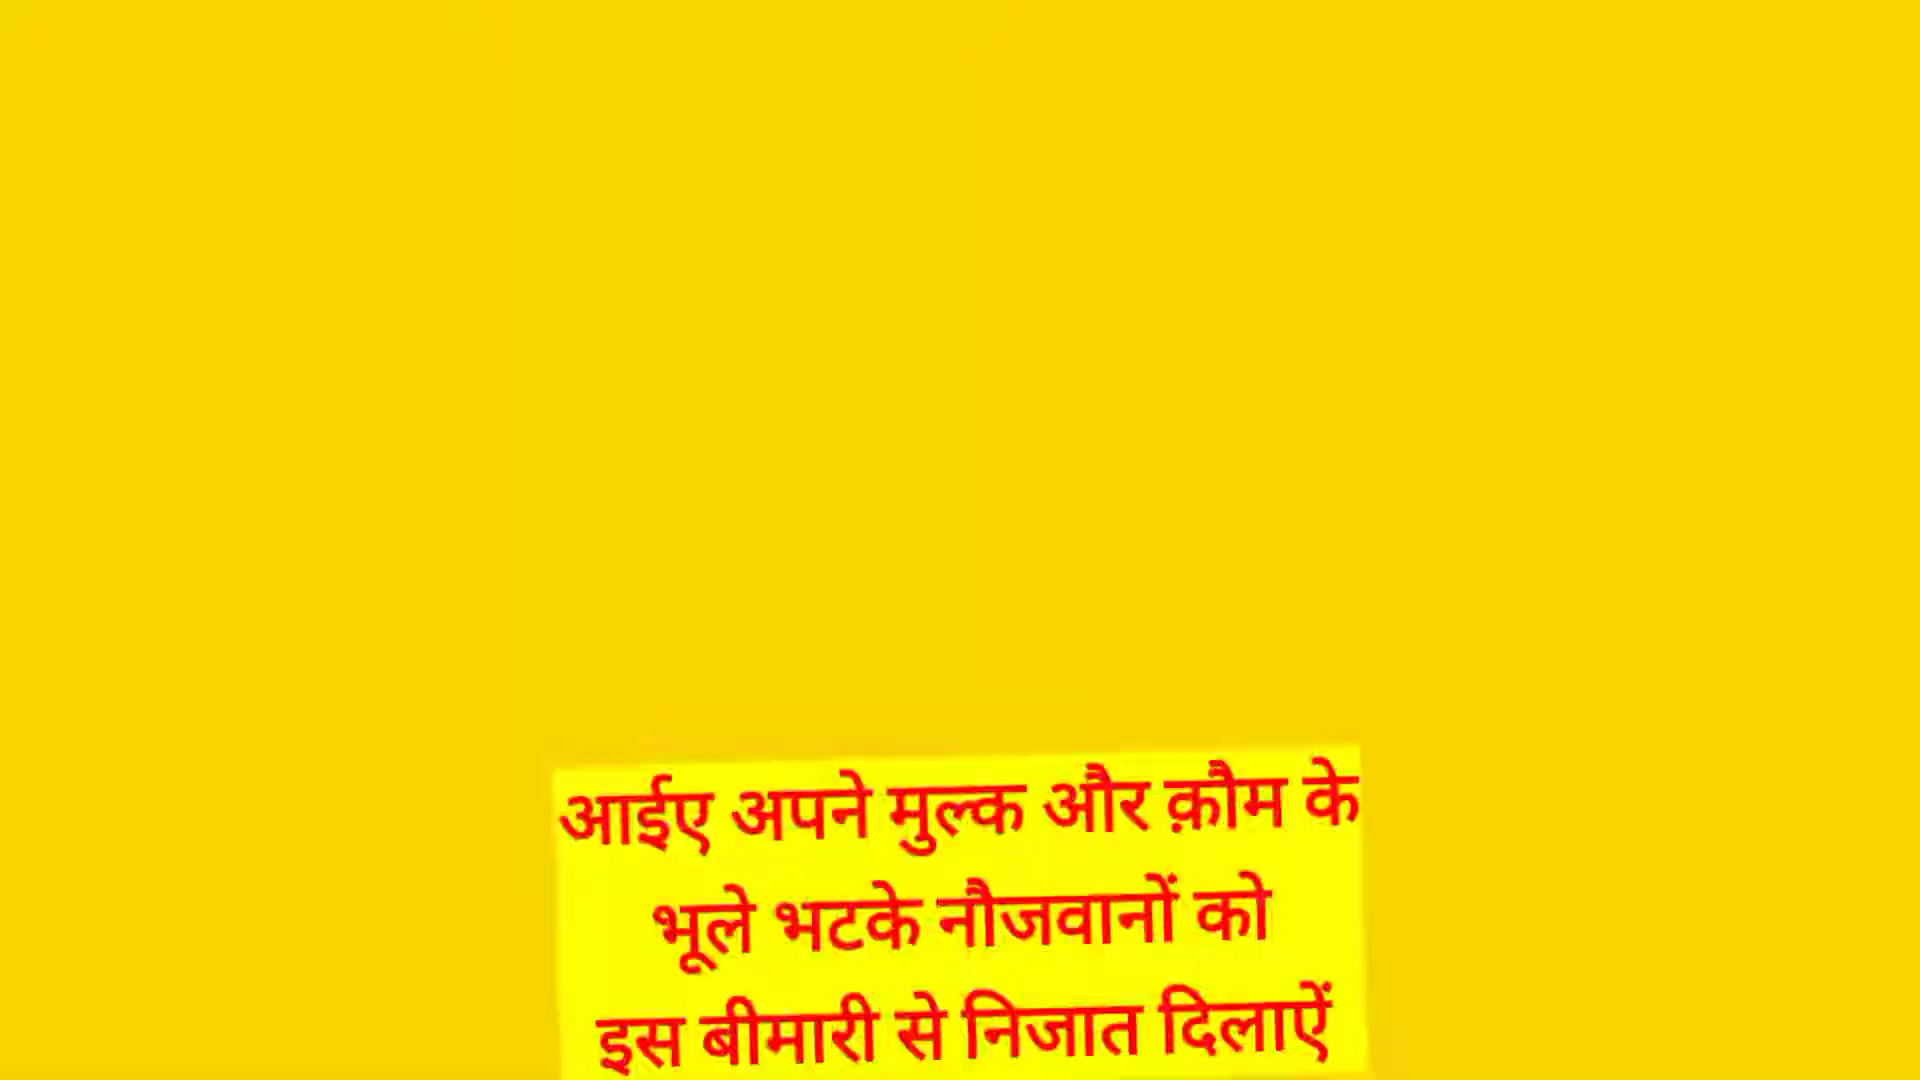 आईए अपने मुल्क और क़ौम के
भूले भटके नौजवानों को
इस बीमारी से निजात दिलाऐं